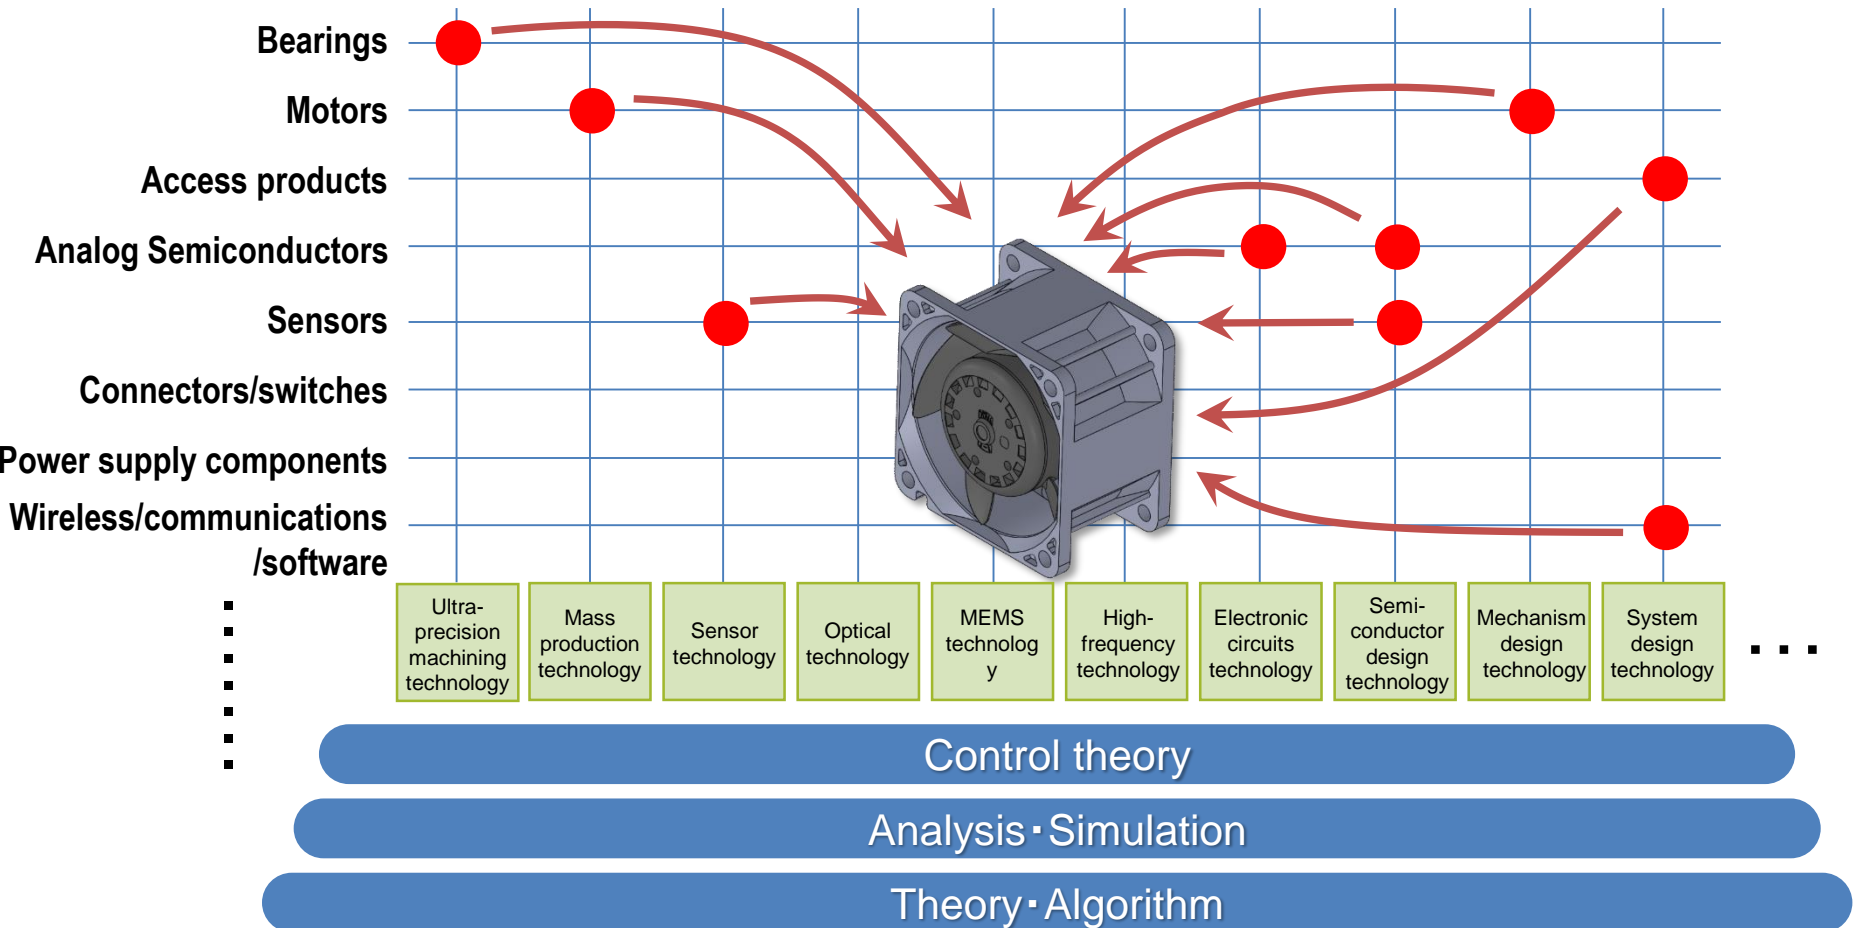 Bearings
Motors
Access products
Analog Semiconductors
Sensors
Connectors/switches
Power supply components
Wireless/communications
/software
Ultra-
precision
machining
technology
Mass
production
technology
Sensor
technology
Optical
technology
MEMS
technolog
y
High-
frequency
technology
Electronic
circuits
technology
Semi-
conductor
design
technology
Mechanism
design
technology
System
design
technology
. . .
Control theory
Analysis･Simulation
Theory･Algorithm